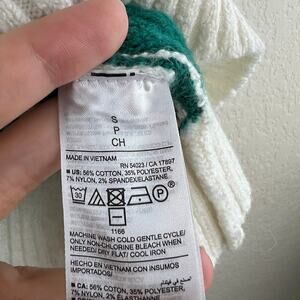 S
P
CH
MADE IN VIETNAM
RN 54023 / CA 17897
■ US: 56% COTTON, 35% POLYESTER,
7% NYLON, 2% SPANDEX/ELASTANE.
30
P
1166
MACHINE WASH COLD GENTLE CYCLE/
ONLY NON-CHLORINE BLEACH WHEN
NEEDED/ DRY FLAT/ COOL IRON
HECHO EN VIETNAM CON INSUMOS
IMPORTADOS/
■ CA: 56% COTTON, 35% POLYESTER,
7% NYLON, 2% ÉLASTHANNE